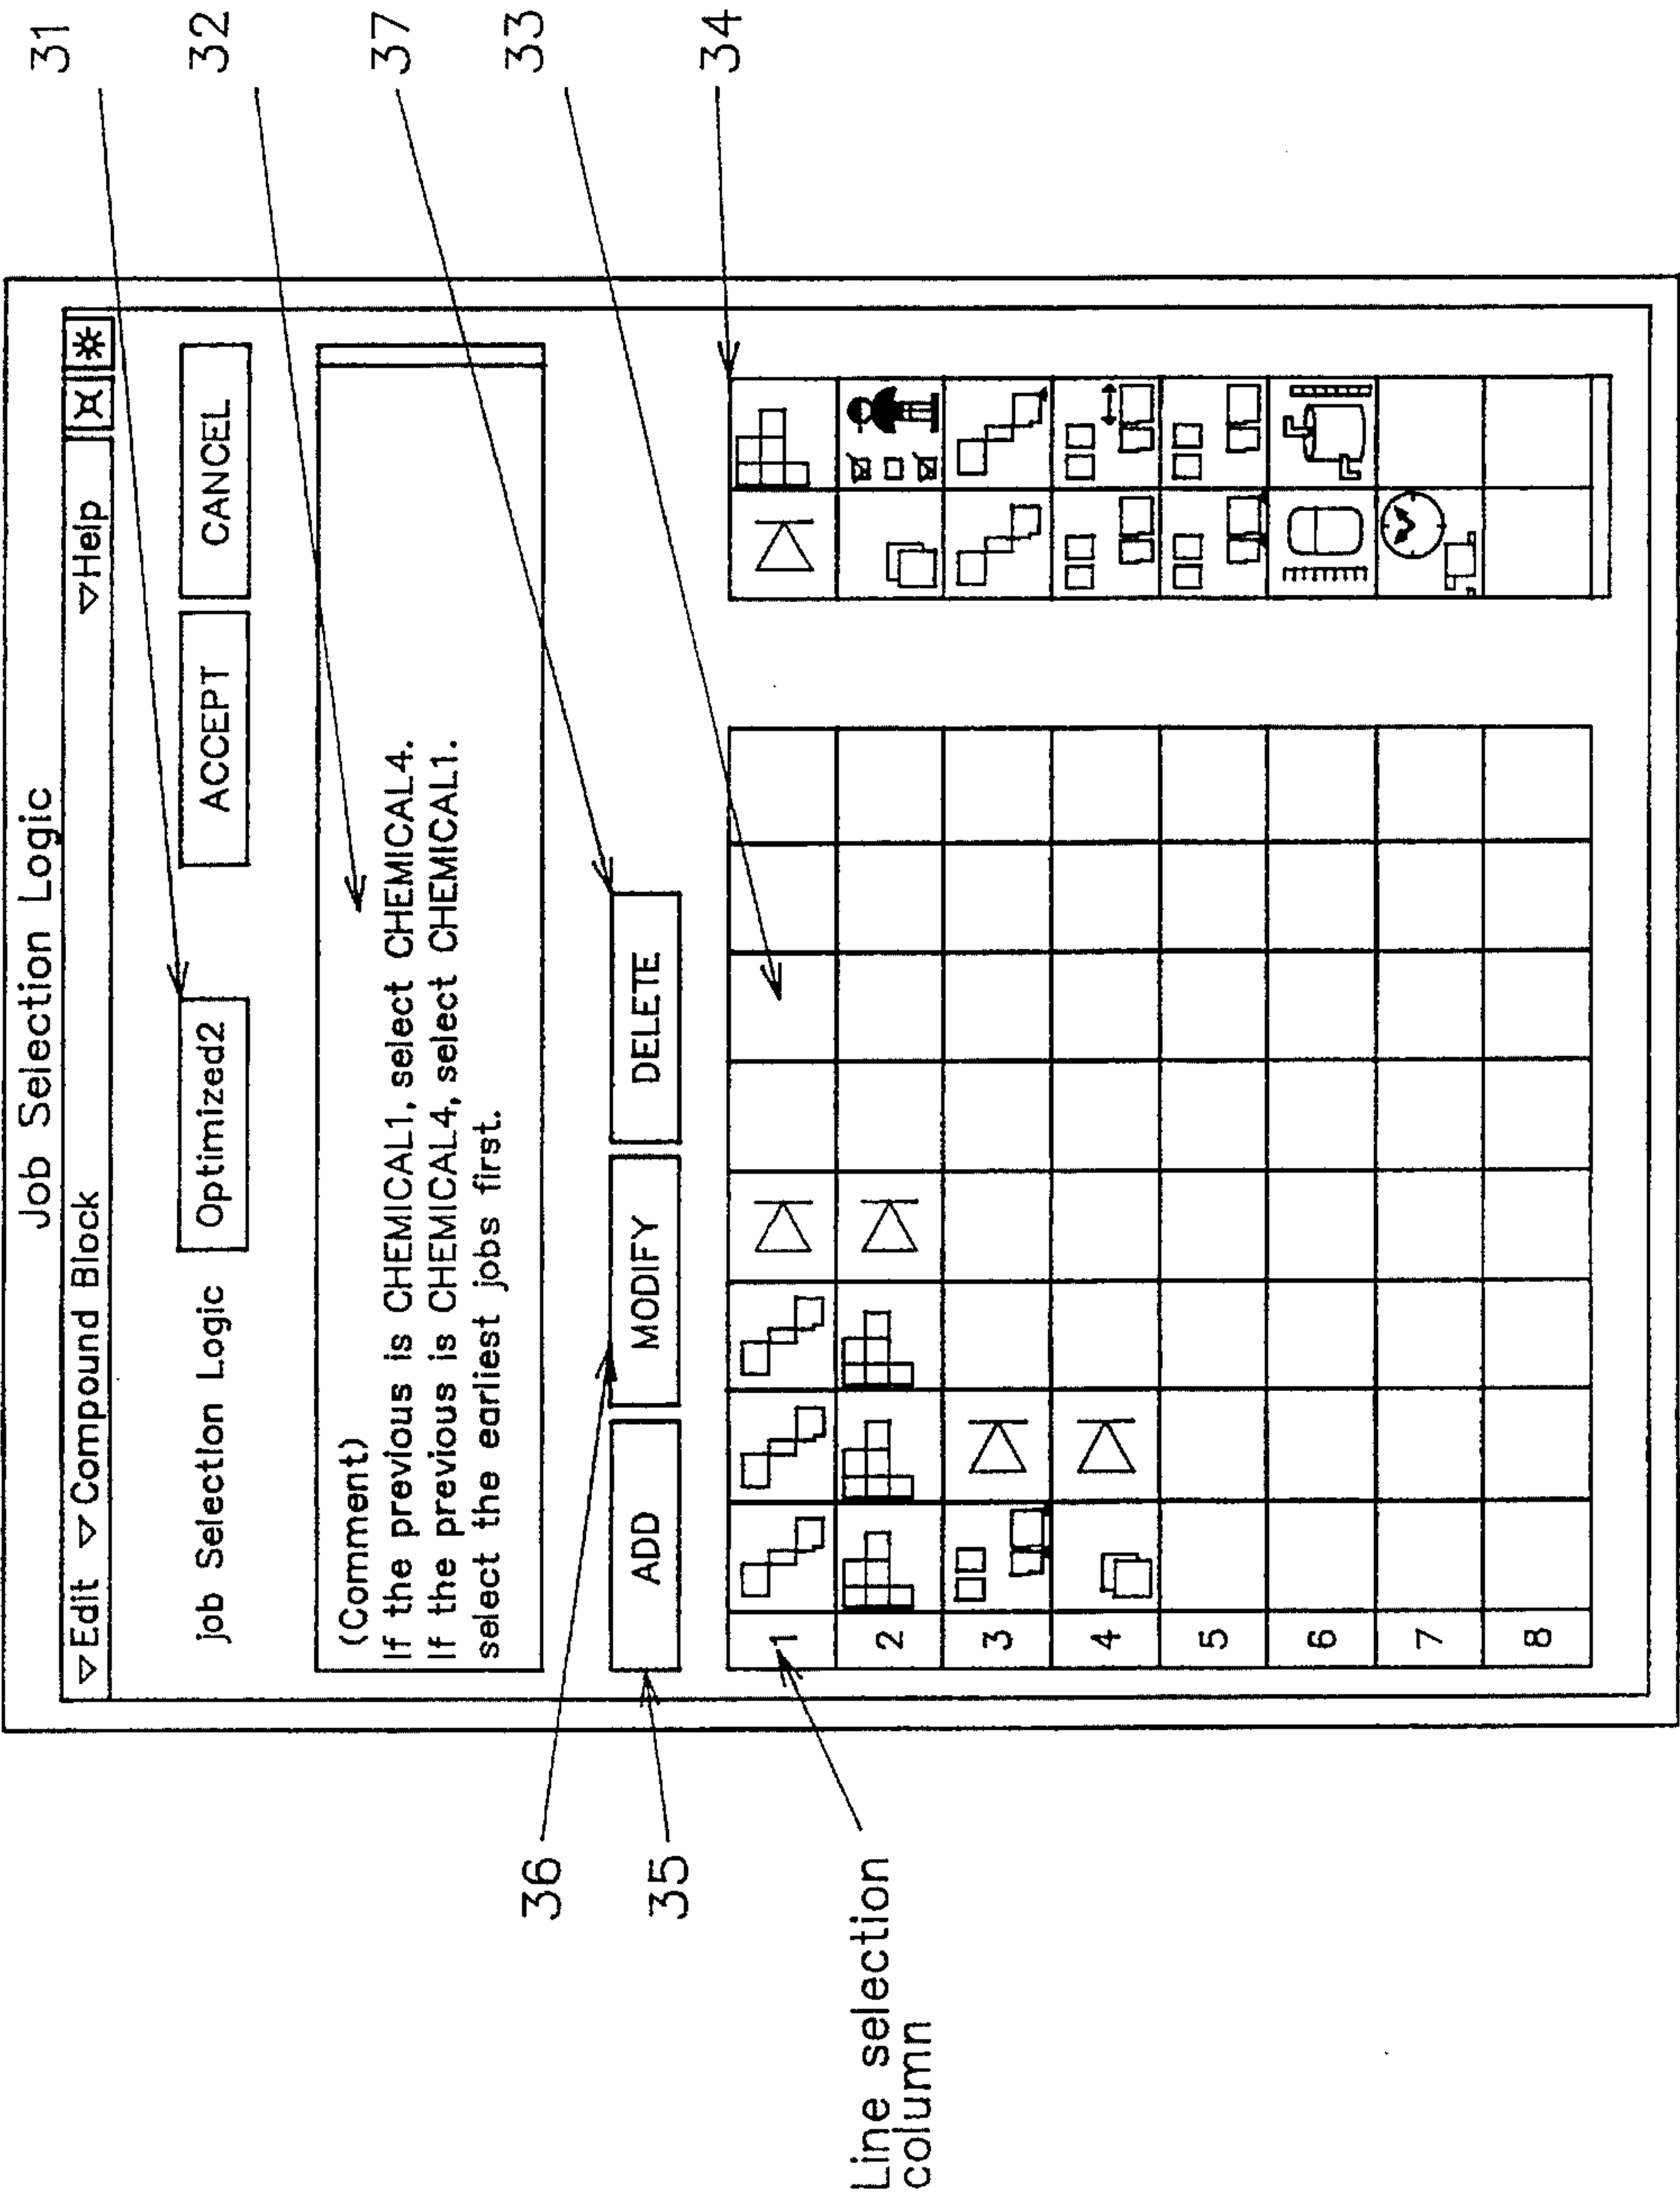 31
32
37
33
34
Job Selection Logic
▽Edit ▽Compound Block ▽Help
job Selection Logic Optimized2 ACCEPT CANCEL
(Comment)
If the previous is CHEMICAL1, select CHEMICAL4.
If the previous is CHEMICAL4, select CHEMICAL1.
select the earliest jobs first.
36
35
ADD MODIFY DELETE
1
2
3
4
5
6
7
8
Line selection
column